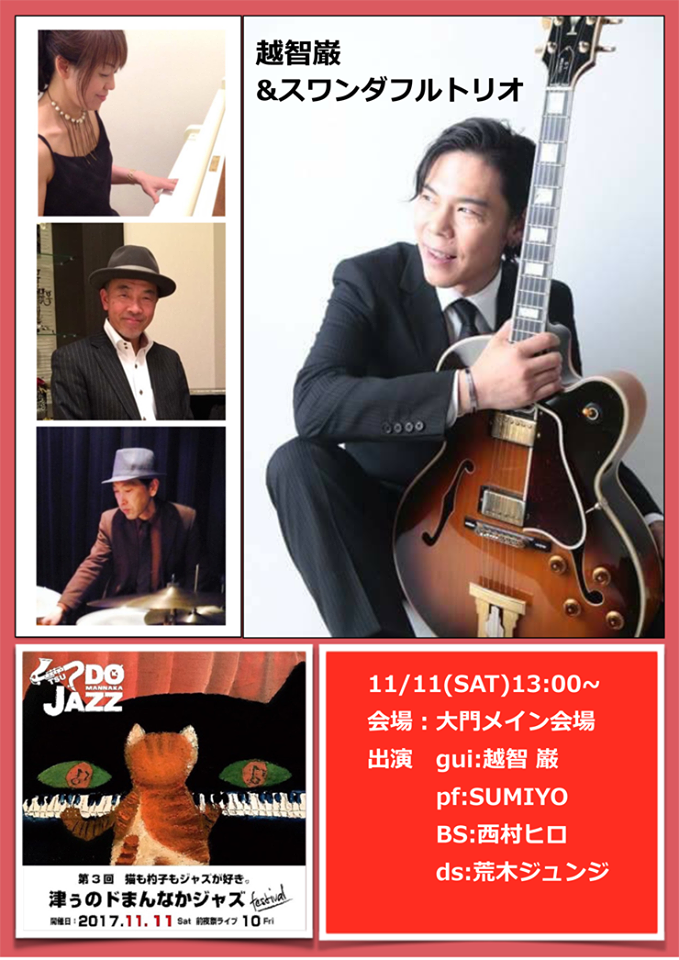 越智巌
&スワンダフルトリオ
TSU DO
MANNAKA
JAZZ
第3回 猫も杓子もジャズが好き。
津ぅのドまんなかジャズ festival
開催日：2017.11.11 Sat 前夜祭ライブ 10 Fri
11/11(SAT)13:00~
会場：大門メイン会場
出演 gui:越智 巌
pf:SUMIYO
BS:西村ヒロ
ds:荒木ジュンジ